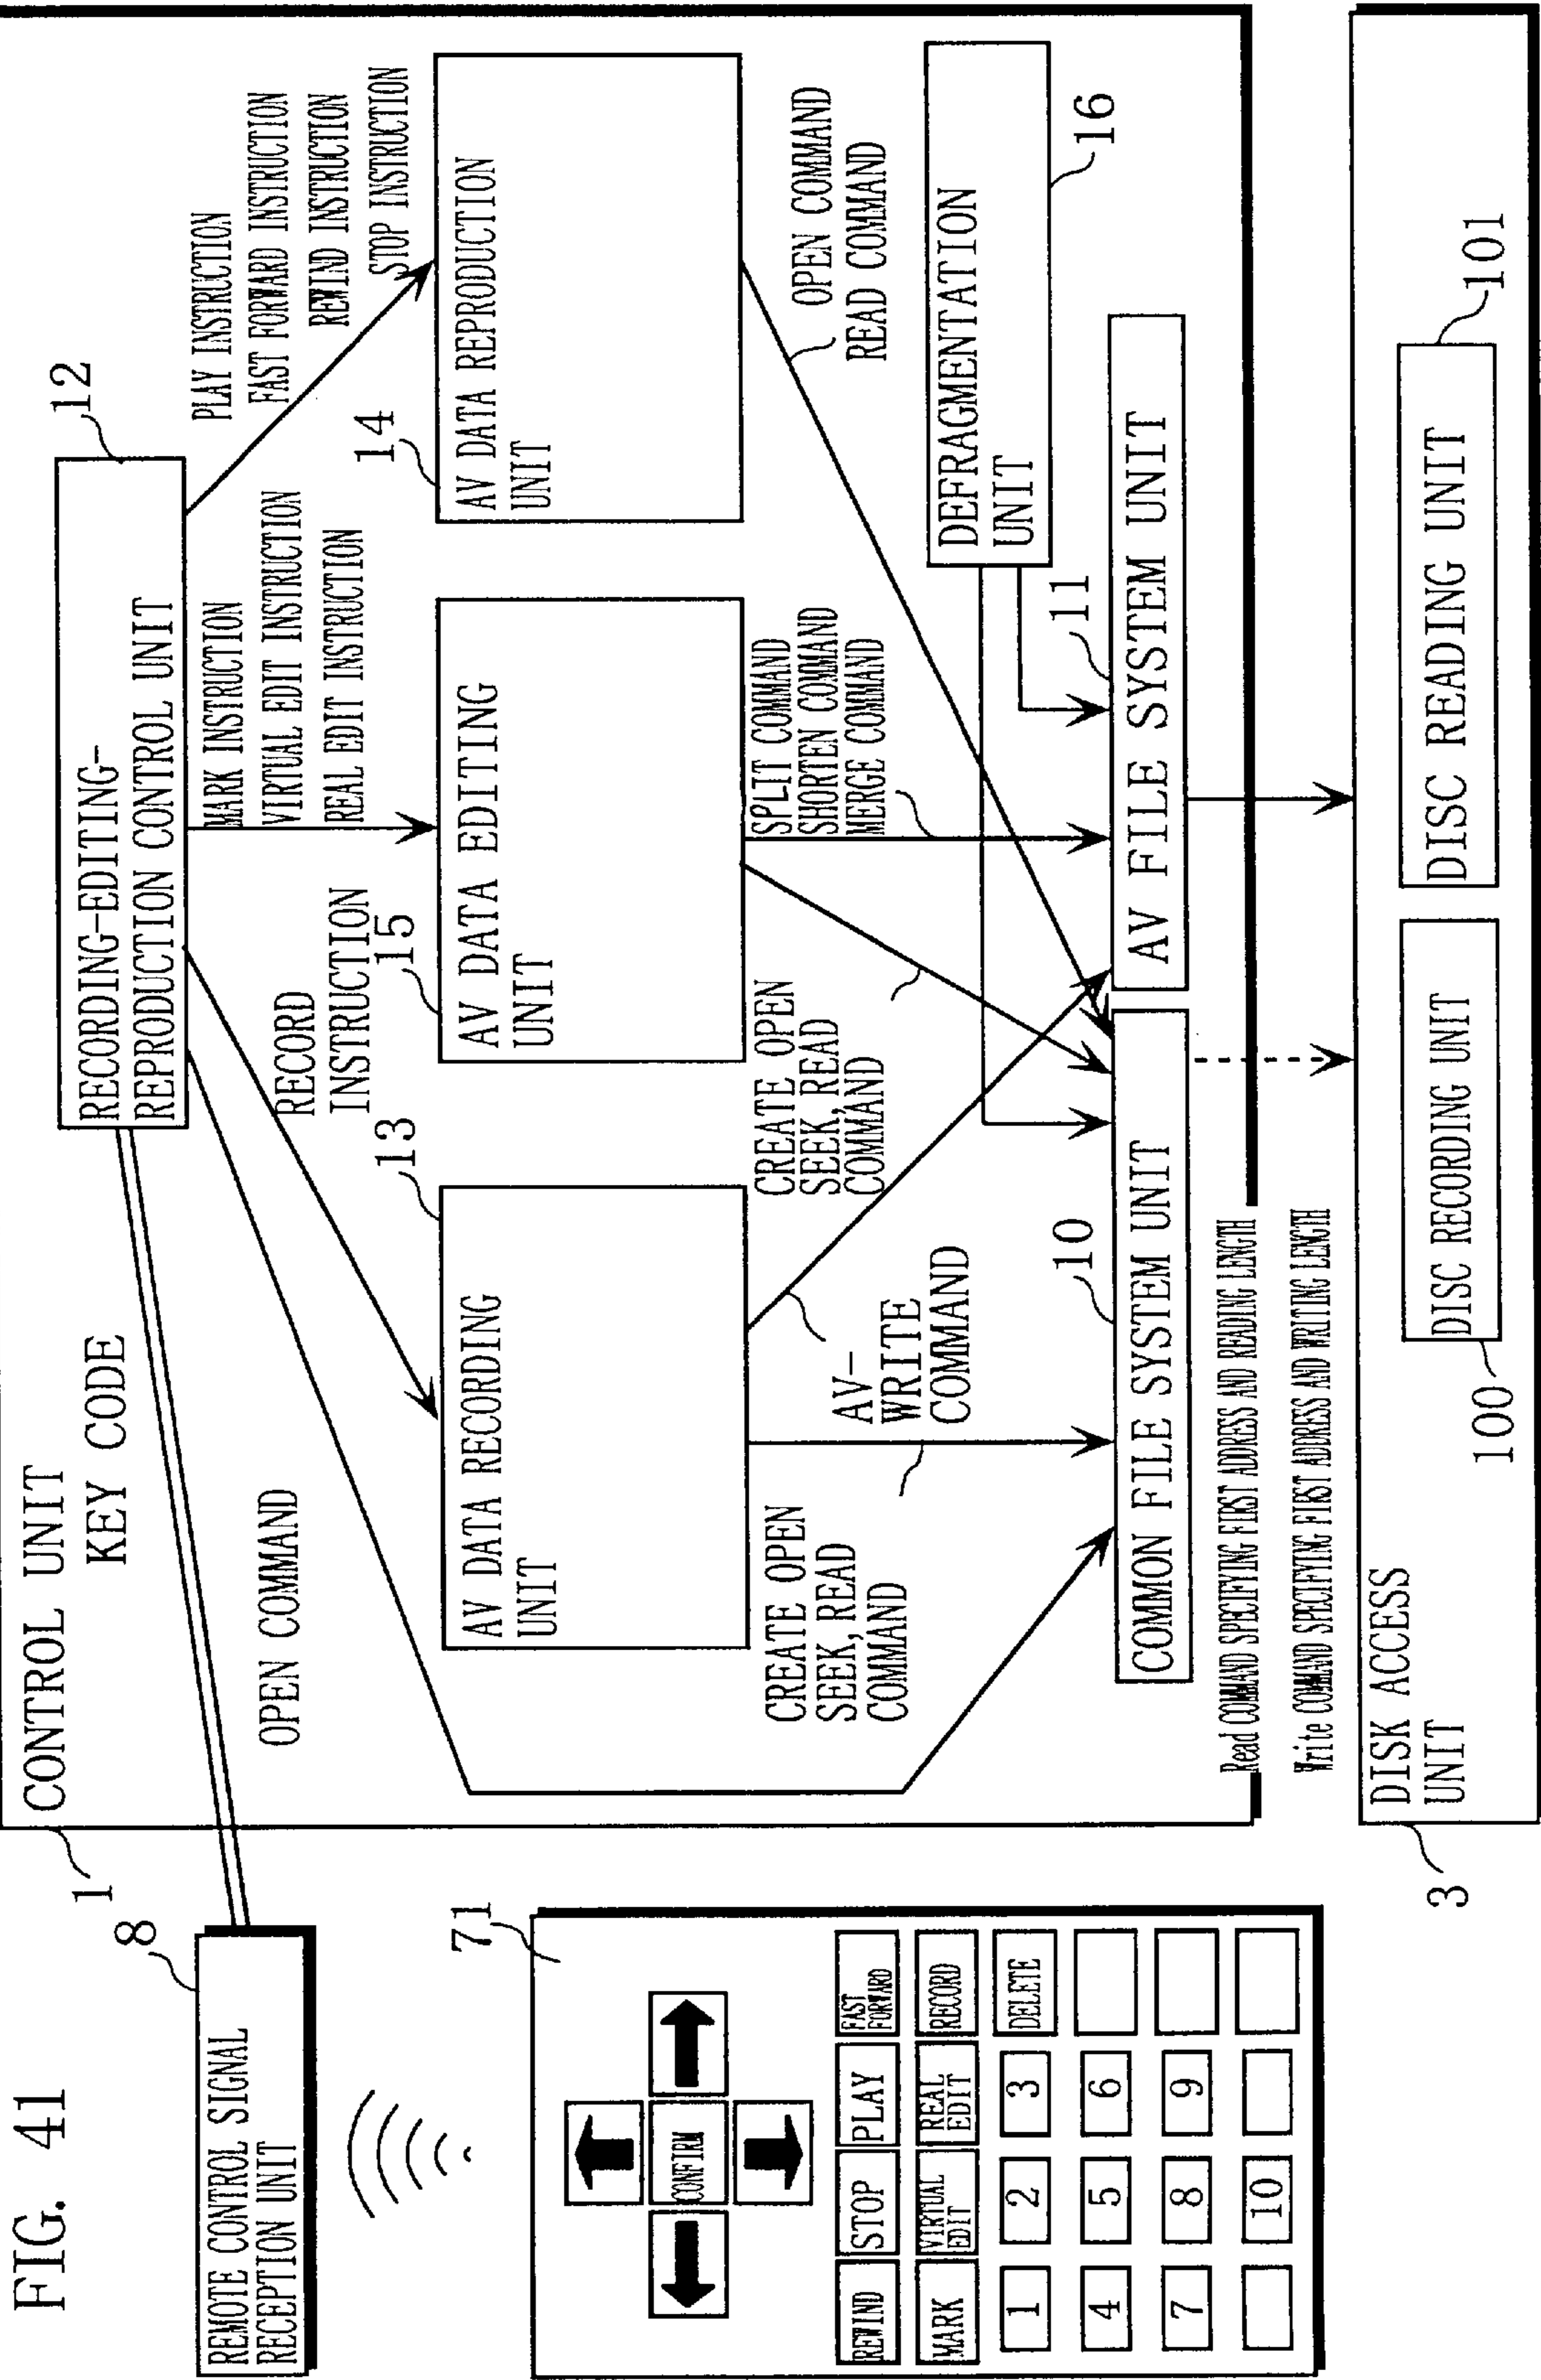 FIG. 41
8
REMOTE CONTROL SIGNAL
RECEPTION UNIT
71
CONFIRM
REWIND
STOP
PLAY
FAST
FORWARD
MARK
VIRTUAL
EDIT
REAL
EDIT
RECORD
1
2
3
DELETE
4
5
6
7
8
9
10
1
CONTROL UNIT
KEY CODE
12
RECORDING-EDITING-
REPRODUCTION CONTROL UNIT
OPEN COMMAND
RECORD
INSTRUCTION
MARK INSTRUCTION
VIRTUAL EDIT INSTRUCTION
REAL EDIT INSTRUCTION
PLAY INSTRUCTION
FAST FORWARD INSTRUCTION
REWIND INSTRUCTION
STOP INSTRUCTION
13
AV DATA RECORDING
UNIT
15
AV DATA EDITING
UNIT
14
AV DATA REPRODUCTION
UNIT
CREATE OPEN
SEEK, READ
COMMAND
AV-
WRITE
COMMAND
CREATE OPEN
SEEK, READ
COMMAND
SPLIT COMMAND
SHORTEN COMMAND
MERGE COMMAND
OPEN COMMAND
READ COMMAND
DEFRAGMENTATION
UNIT
16
10
COMMON FILE SYSTEM UNIT
11
AV FILE SYSTEM UNIT
Read COMMAND SPECIFYING FIRST ADDRESS AND READING LENGTH
Write COMMAND SPECIFYING FIRST ADDRESS AND WRITING LENGTH
3
DISK ACCESS
UNIT
100
DISC RECORDING UNIT
DISC READING UNIT
101